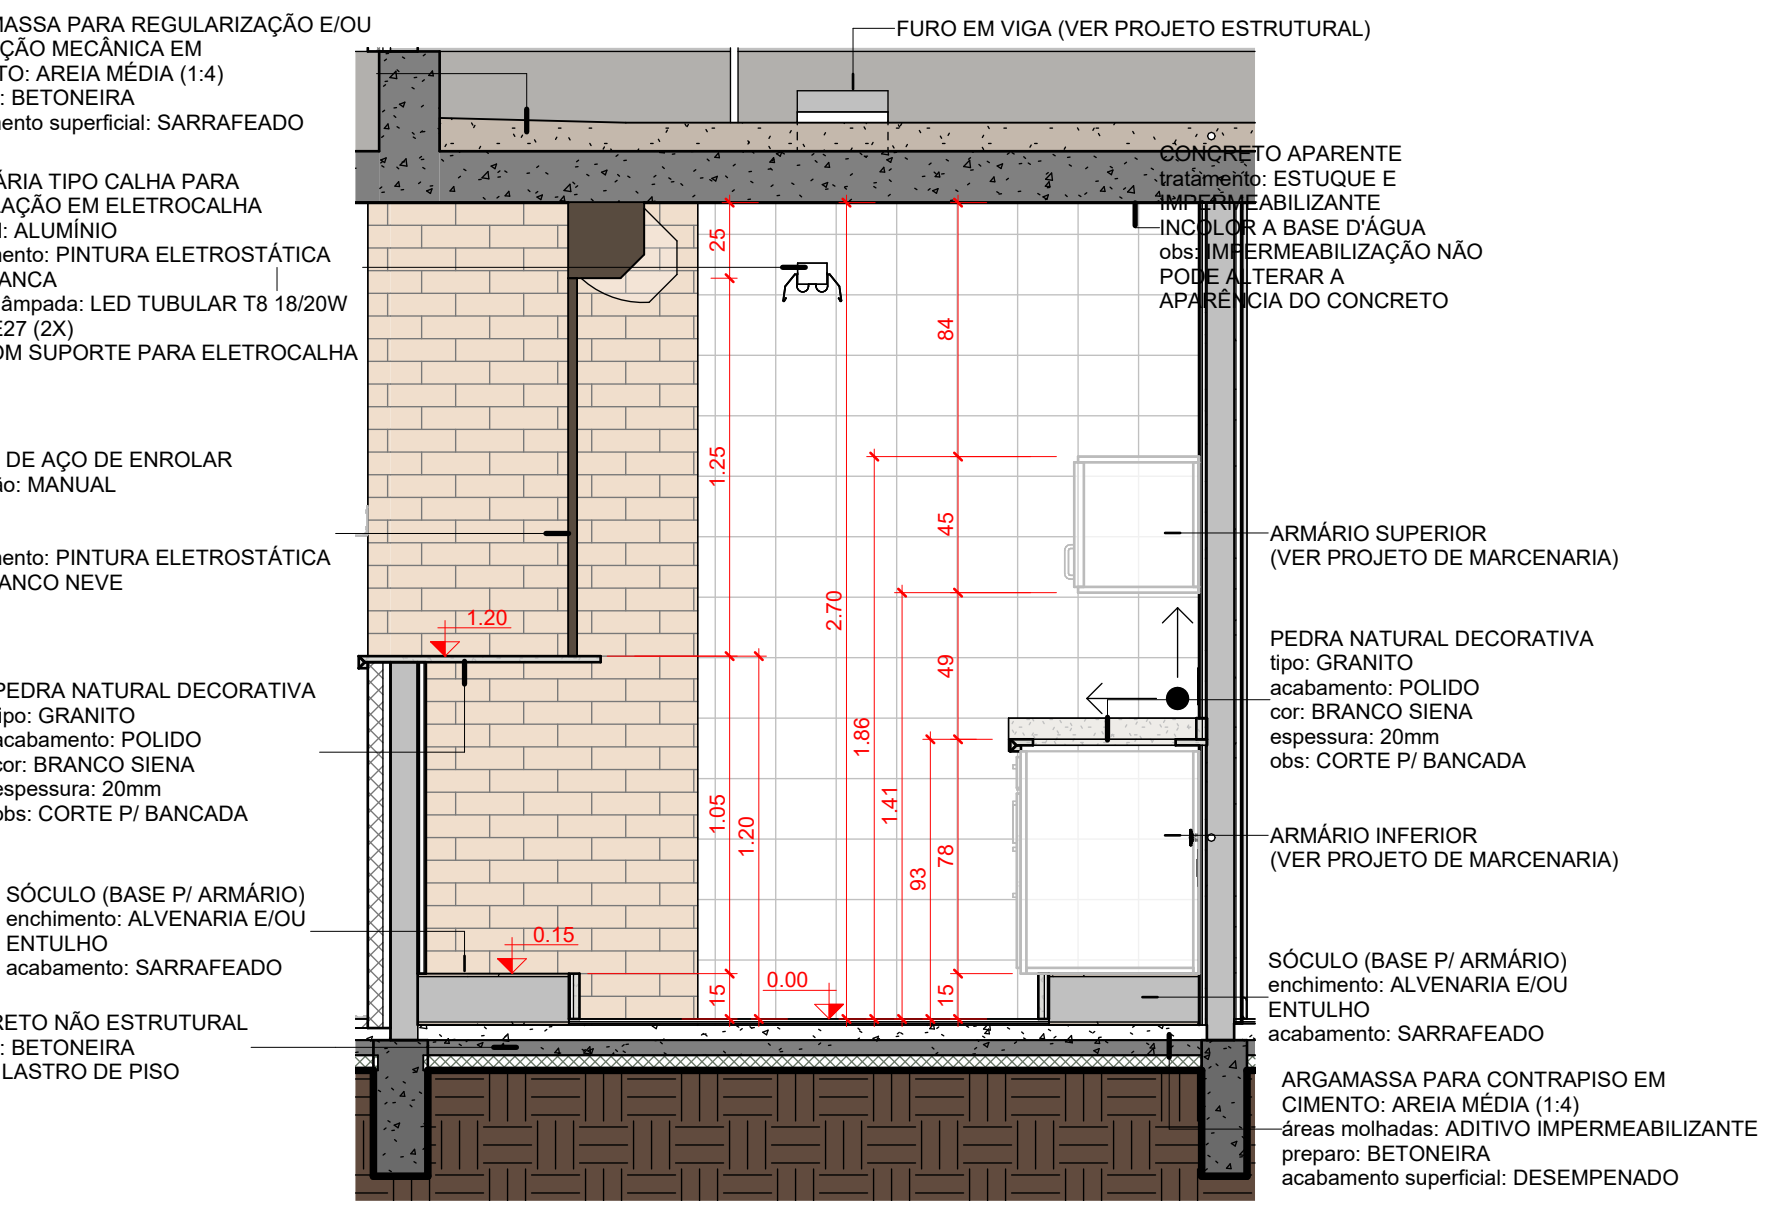 MASSA PARA REGULARIZAÇÃO E/OU
ÇÃO MECÂNICA EM
TO: AREIA MÉDIA (1:4)
: BETONEIRA
ento superficial: SARRAFEADO
FURO EM VIGA (VER PROJETO ESTRUTURAL)
ÁRIA TIPO CALHA PARA
AÇÃO EM ELETROCALHA
: ALUMÍNIO
mento: PINTURA ELETROSTÁTICA
ANCA
âmpada: LED TUBULAR T8 18/20W
E27 (2X)
OM SUPORTE PARA ELETROCALHA
CONCRETO APARENTE
tratamento: ESTUQUE E
IMPERMEABILIZANTE
INCOLOR A BASE D'ÁGUA
obs: IMPERMEABILIZAÇÃO NÃO
PODE ALTERAR A
APARÊNCIA DO CONCRETO
DE AÇO DE ENROLAR
ão: MANUAL
mento: PINTURA ELETROSTÁTICA
ANCO NEVE
PEDRA NATURAL DECORATIVA
tipo: GRANITO
acabamento: POLIDO
cor: BRANCO SIENA
espessura: 20mm
obs: CORTE P/ BANCADA
SÓCULO (BASE P/ ARMÁRIO)
enchimento: ALVENARIA E/OU
ENTULHO
acabamento: SARRAFEADO
RETO NÃO ESTRUTURAL
: BETONEIRA
LASTRO DE PISO
25
1.25
1.05
15
1.20
2.70
1.86
1.41
93
84
45
49
78
15
1.20
0.15
0.00
ARMÁRIO SUPERIOR
(VER PROJETO DE MARCENARIA)
PEDRA NATURAL DECORATIVA
tipo: GRANITO
acabamento: POLIDO
cor: BRANCO SIENA
espessura: 20mm
obs: CORTE P/ BANCADA
ARMÁRIO INFERIOR
(VER PROJETO DE MARCENARIA)
SÓCULO (BASE P/ ARMÁRIO)
enchimento: ALVENARIA E/OU
ENTULHO
acabamento: SARRAFEADO
ARGAMASSA PARA CONTRAPISO EM
CIMENTO: AREIA MÉDIA (1:4)
áreas molhadas: ADITIVO IMPERMEABILIZANTE
preparo: BETONEIRA
acabamento superficial: DESEMPENADO